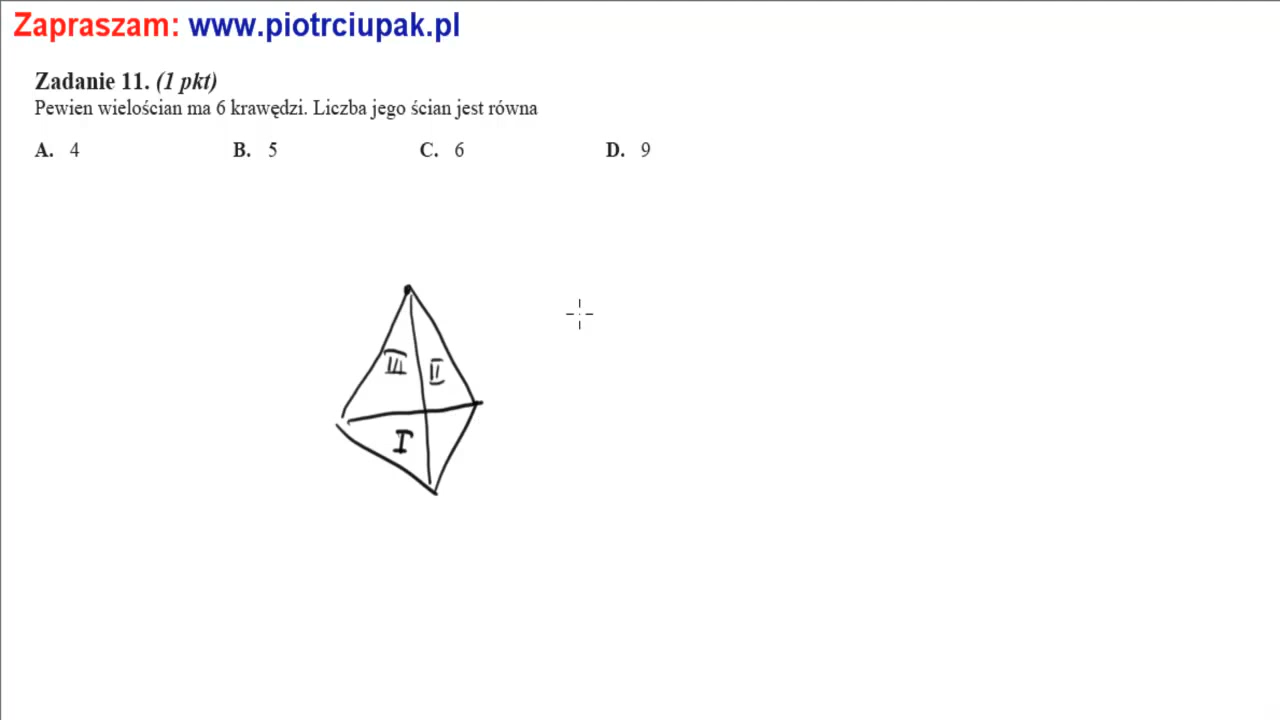 Zapraszam: www.piotrciupak.pl
Zadanie 11. (1 pkt)
Pewien wielościan ma 6 krawędzi. Liczba jego ścian jest równa
A. 4 B. 5 C. 6 D. 9
III II
I